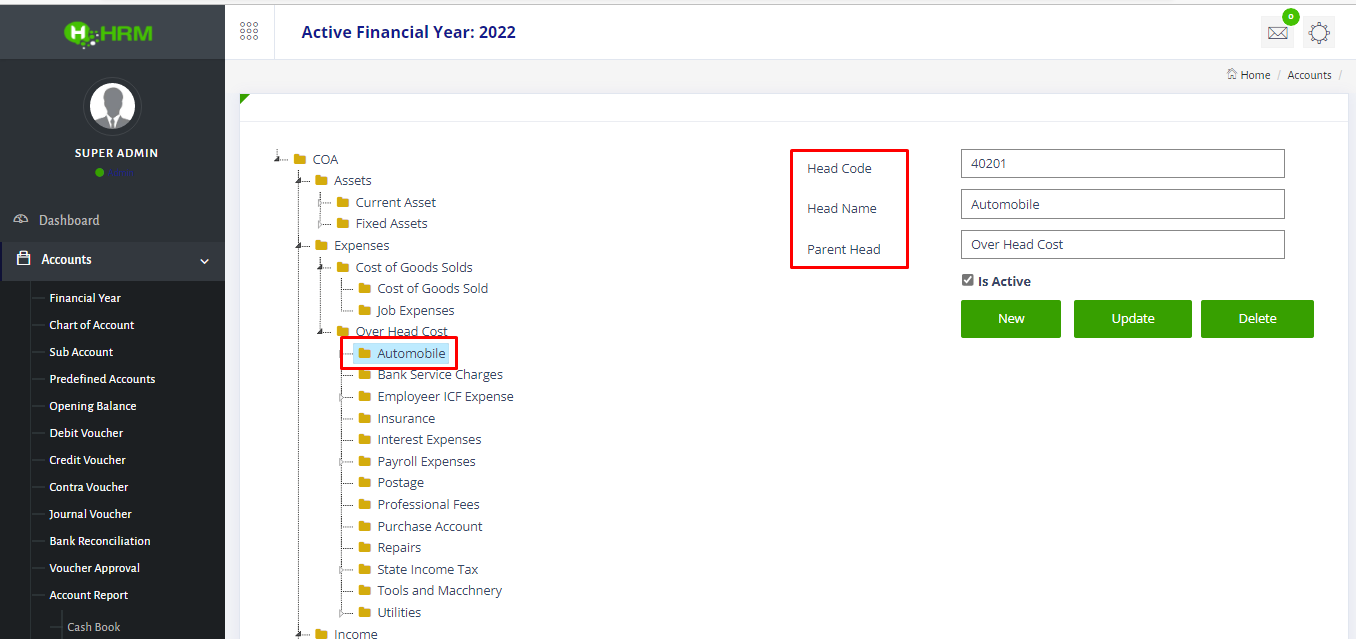 HRM
Active Financial Year: 2022
0
Home / Accounts /
SUPER ADMIN
Dashboard
Accounts
Financial Year
Chart of Account
Sub Account
Predefined Accounts
Opening Balance
Debit Voucher
Credit Voucher
Contra Voucher
Journal Voucher
Bank Reconciliation
Voucher Approval
Account Report
Cash Book
COA
Assets
Current Asset
Fixed Assets
Expenses
Cost of Goods Solds
Cost of Goods Sold
Job Expenses
Over Head Cost
Automobile
Bank Service Charges
Employeer ICF Expense
Insurance
Interest Expenses
Payroll Expenses
Postage
Professional Fees
Purchase Account
Repairs
State Income Tax
Tools and Macchnery
Utilities
Income
Head Code 40201
Head Name Automobile
Parent Head Over Head Cost
Is Active
New Update Delete